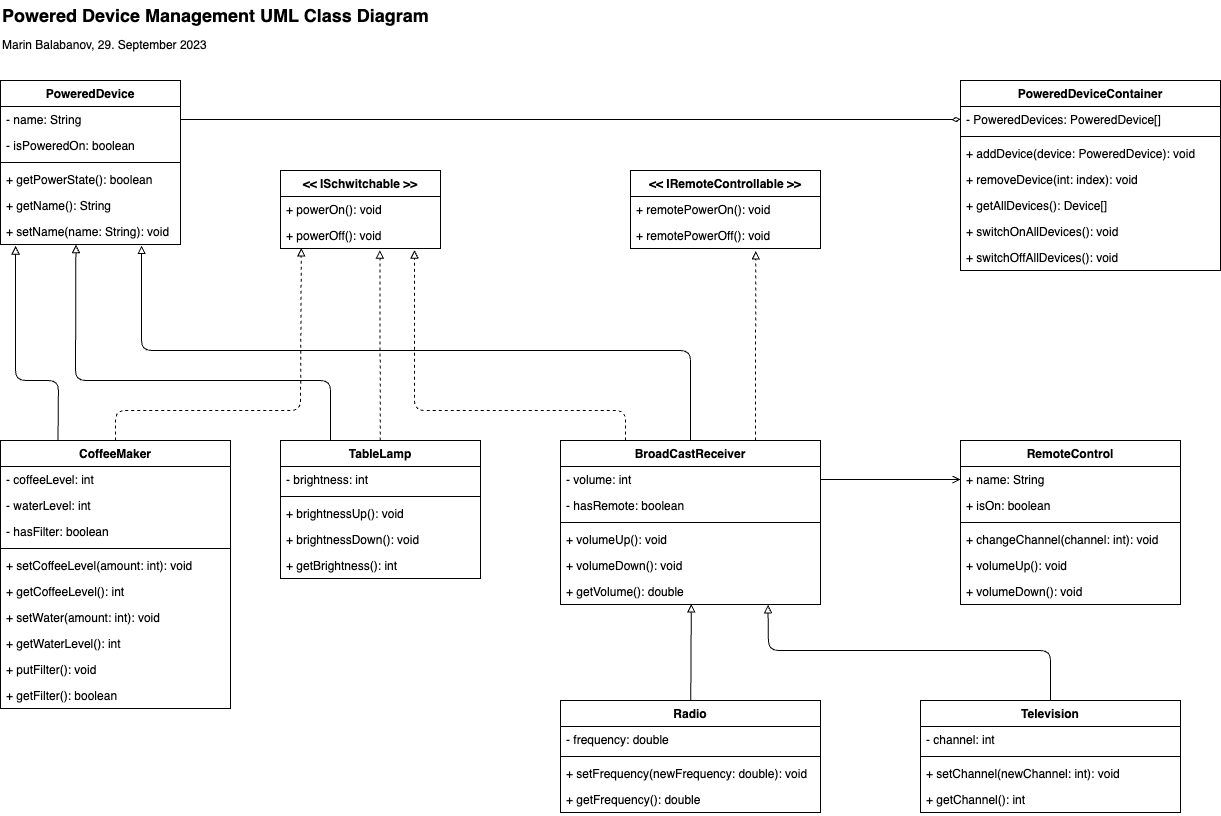 Powered Device Management UML Class Diagram
Marin Balabanov, 29. September 2023
PoweredDevice
- name: String
- isPoweredOn: boolean
+ getPowerState(): boolean
+ getName(): String
+ setName(name: String): void
<< ISchwitchable >>
+ powerOn(): void
+ powerOff(): void
<< IRemoteControllable >>
+ remotePowerOn(): void
+ remotePowerOff(): void
PoweredDeviceContainer
- PoweredDevices: PoweredDevice[]
+ addDevice(device: PoweredDevice): void
+ removeDevice(int: index): void
+ getAllDevices(): Device[]
+ switchOnAllDevices(): void
+ switchOffAllDevices(): void
CoffeeMaker
- coffeeLevel: int
- waterLevel: int
- hasFilter: boolean
+ setCoffeeLevel(amount: int): void
+ getCoffeeLevel(): int
+ setWater(amount: int): void
+ getWaterLevel(): int
+ putFilter(): void
+ getFilter(): boolean
TableLamp
- brightness: int
+ brightnessUp(): void
+ brightnessDown(): void
+ getBrightness(): int
BroadCastReceiver
- volume: int
- hasRemote: boolean
+ volumeUp(): void
+ volumeDown(): void
+ getVolume(): double
RemoteControl
+ name: String
+ isOn: boolean
+ changeChannel(channel: int): void
+ volumeUp(): void
+ volumeDown(): void
Radio
- frequency: double
+ setFrequency(newFrequency: double): void
+ getFrequency(): double
Television
- channel: int
+ setChannel(newChannel: int): void
+ getChannel(): int